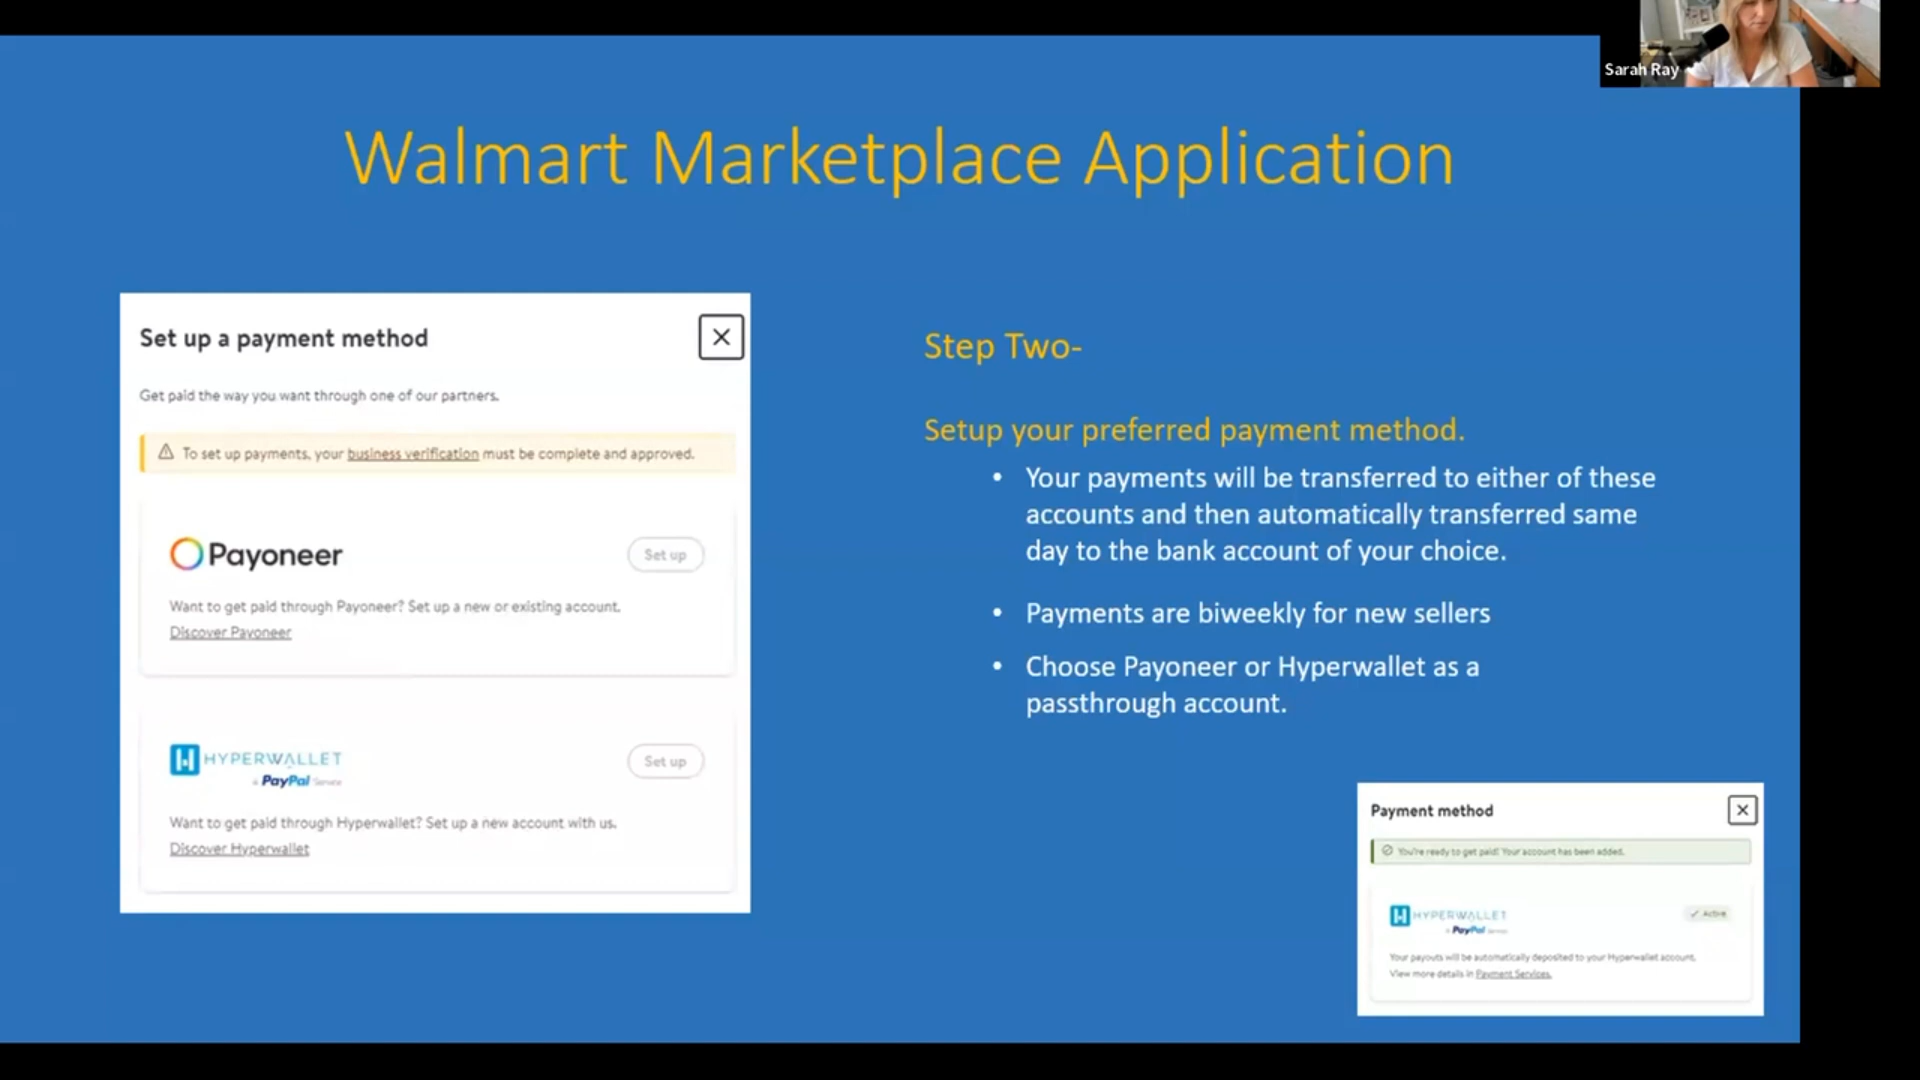 Sarah Ray
Walmart Marketplace Application
Set up a payment method
Get paid the way you want through one of our partners.
To set up payments, your business verification must be complete and approved.
Payoneer
Set up
Want to get paid through Payoneer? Set up a new or existing account.
Discover Payoneer
HYPERWALLET
a PayPal Service
Set up
Want to get paid through Hyperwallet? Set up a new account with us.
Discover Hyperwallet
Step Two-
Setup your preferred payment method.
• Your payments will be transferred to either of these
accounts and then automatically transferred same
day to the bank account of your choice.
• Payments are biweekly for new sellers
• Choose Payoneer or Hyperwallet as a
passthrough account.
Payment method
You're ready to get paid! Your account has been added.
HYPERWALLET
a PayPal Service
Active
Your payouts will be automatically deposited to your Hyperwallet account.
View more details in Payment Services.